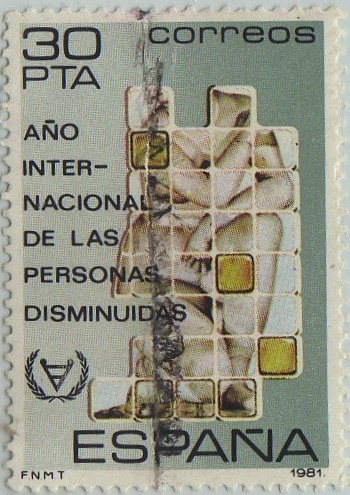 30 correos
PTA
AÑO
INTER-
NACIONAL
DE LAS
PERSONAS
DISMINUIDAS
ESPAÑA
FNMT 1981.